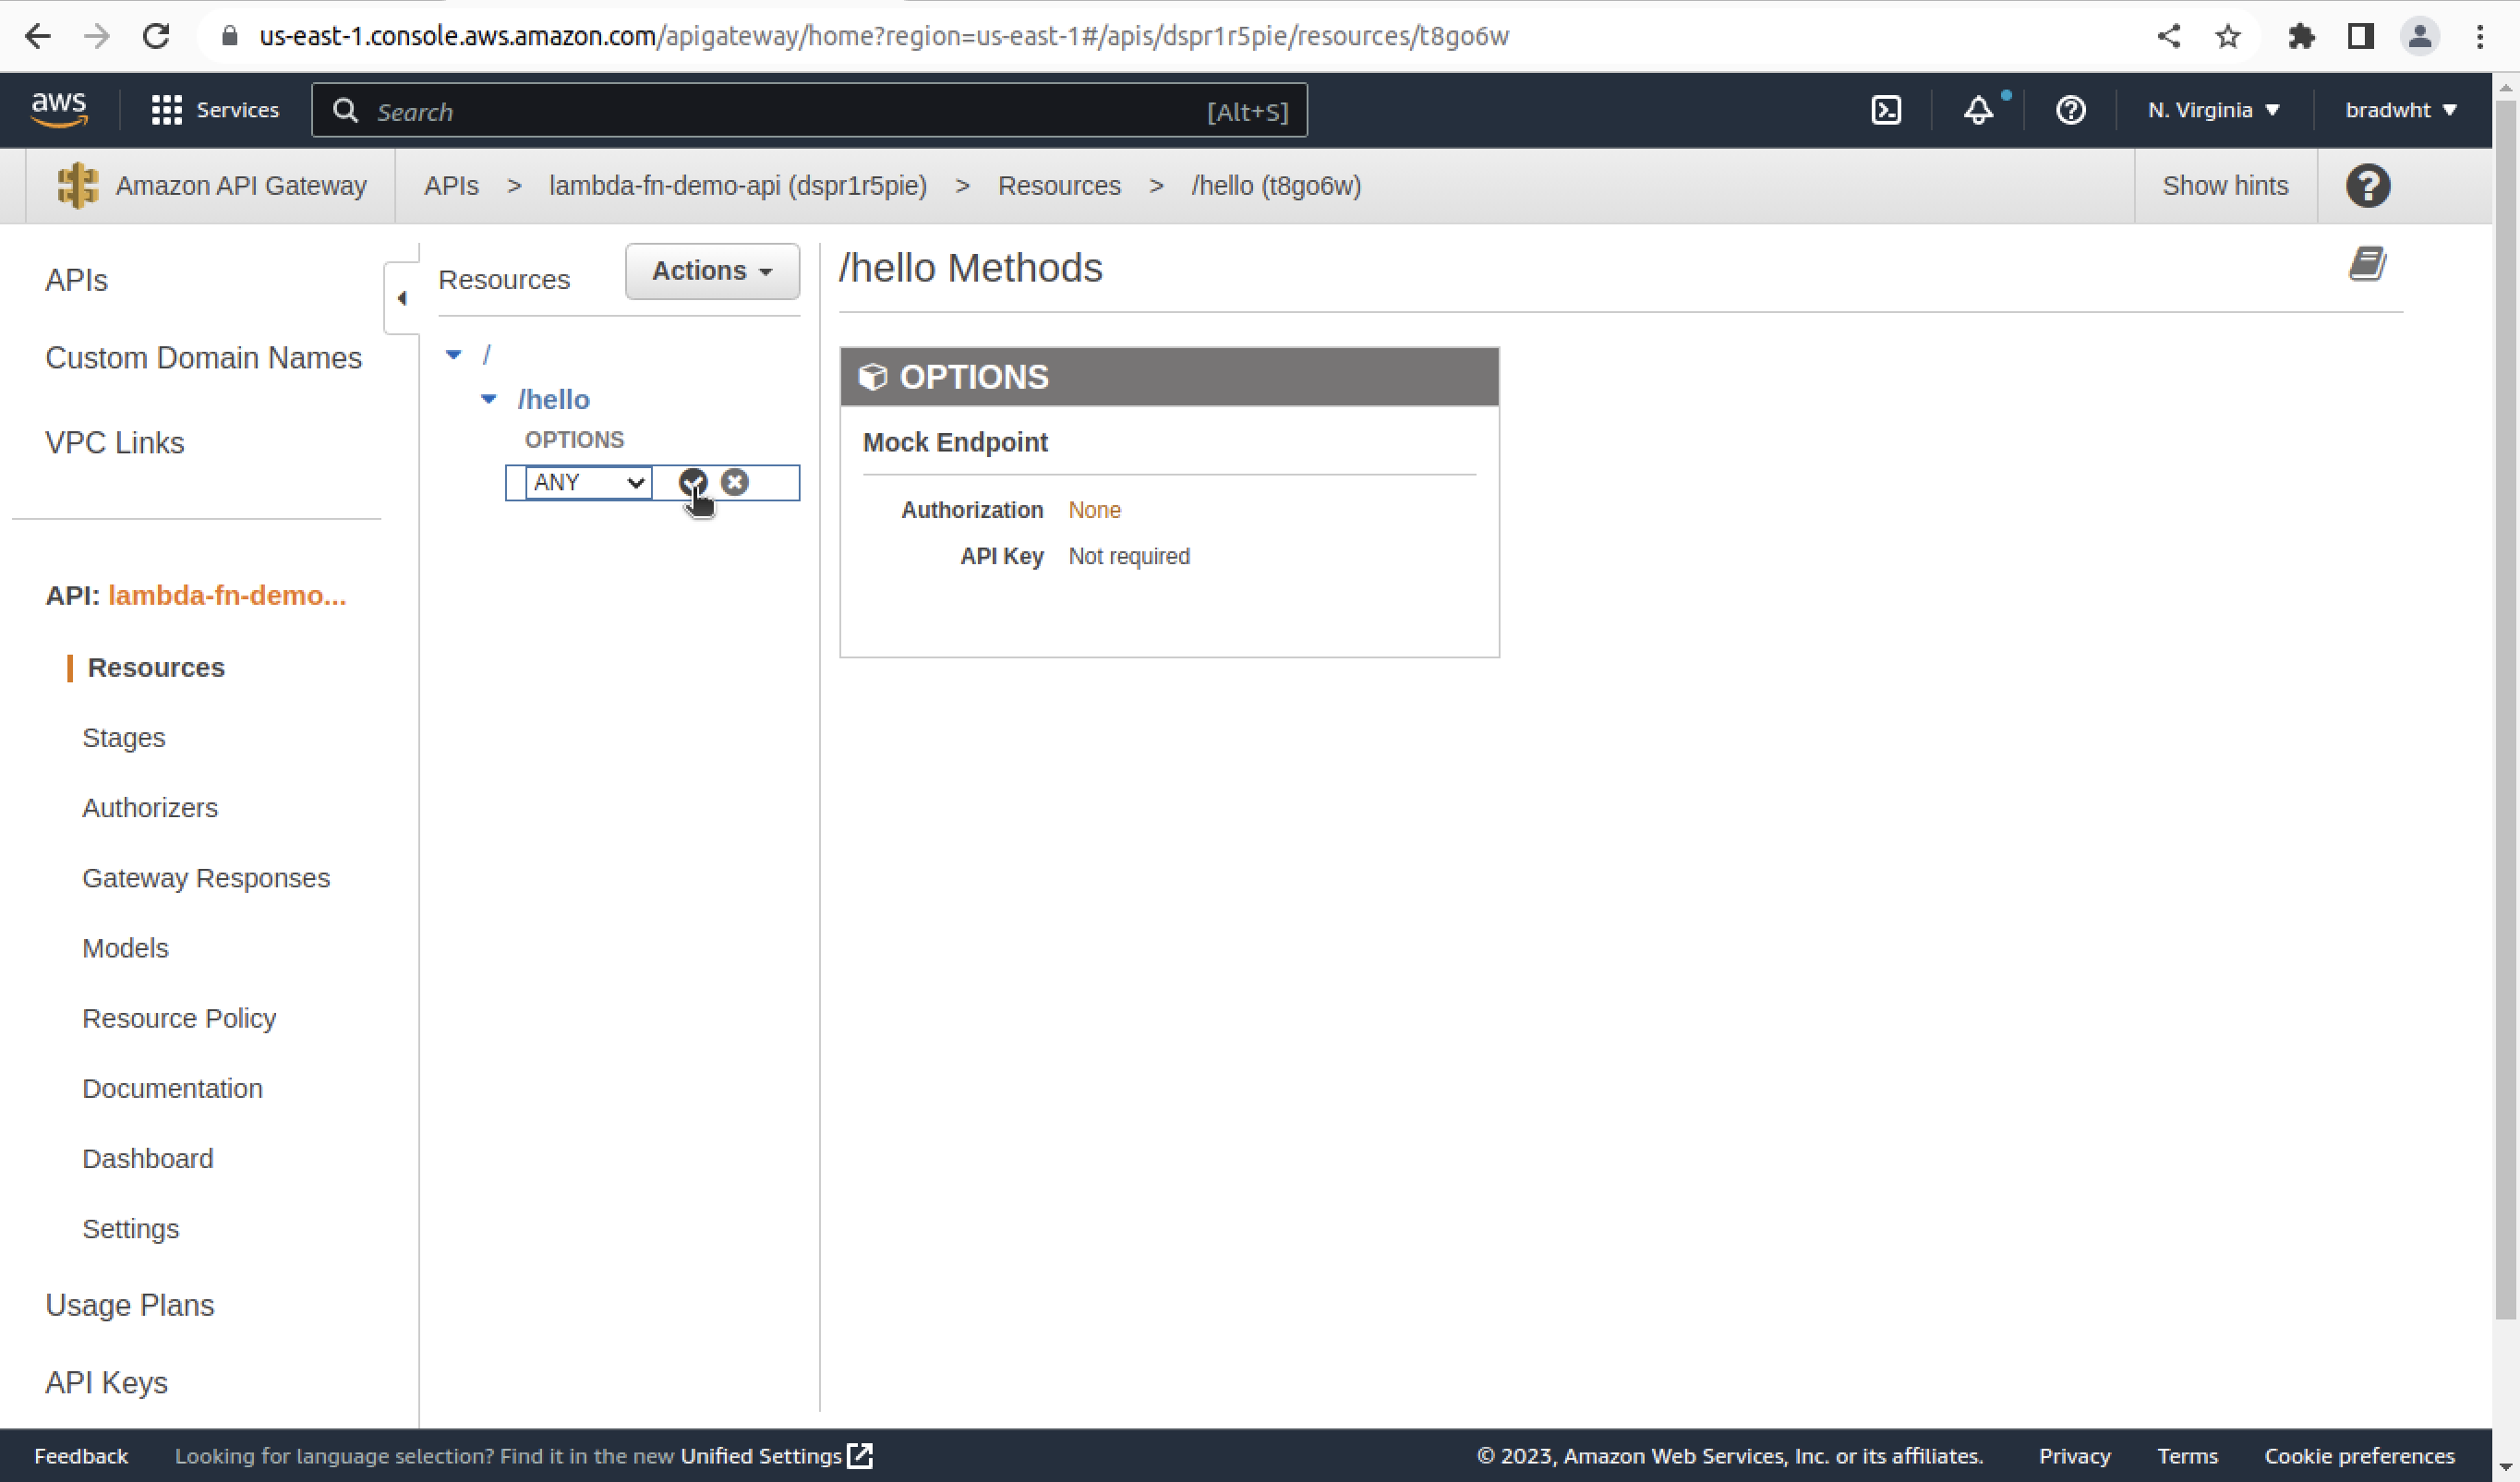 us-east-1.console.aws.amazon.com/apigateway/home?region=us-east-1#/apis/dspr1r5pie/resources/t8go6w
aws Services Search [Alt+S] N. Virginia ▼ bradwht ▼
Amazon API Gateway APIs > lambda-fn-demo-api (dspr1r5pie) > Resources > /hello (t8go6w) Show hints ?
APIs
Custom Domain Names
VPC Links
API: lambda-fn-demo...
Resources
Stages
Authorizers
Gateway Responses
Models
Resource Policy
Documentation
Dashboard
Settings
Usage Plans
API Keys
Resources Actions
/
/hello
OPTIONS
ANY
/hello Methods
OPTIONS
Mock Endpoint
Authorization None
API Key Not required
Feedback Looking for language selection? Find it in the new Unified Settings © 2023, Amazon Web Services, Inc. or its affiliates. Privacy Terms Cookie preferences